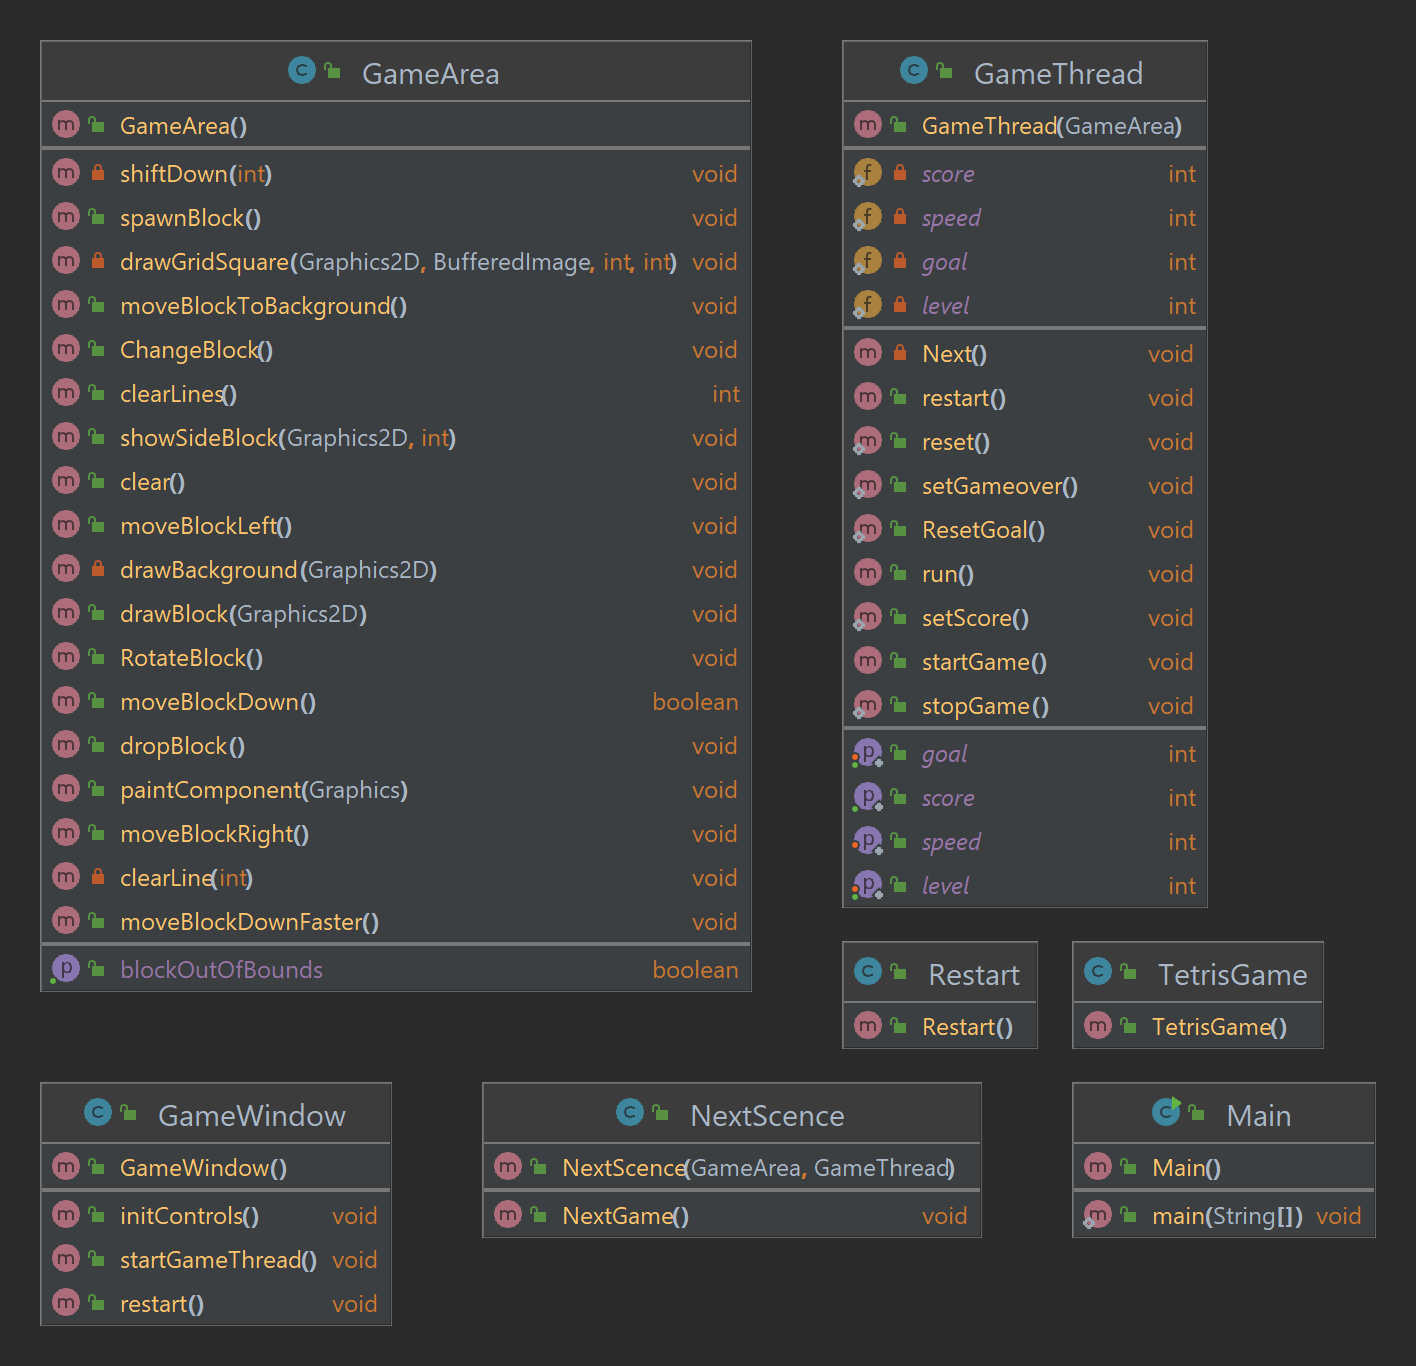 GameArea
GameArea()
shiftDown(int) void
spawnBlock() void
drawGridSquare(Graphics2D, BufferedImage, int, int) void
moveBlockToBackground() void
ChangeBlock() void
clearLines() int
showSideBlock(Graphics2D, int) void
clear() void
moveBlockLeft() void
drawBackground(Graphics2D) void
drawBlock(Graphics2D) void
RotateBlock() void
moveBlockDown() boolean
dropBlock() void
paintComponent(Graphics) void
moveBlockRight() void
clearLine(int) void
moveBlockDownFaster() void
blockOutOfBounds boolean
GameThread
GameThread(GameArea)
score int
speed int
goal int
level int
Next() void
restart() void
reset() void
setGameover() void
ResetGoal() void
run() void
setScore() void
startGame() void
stopGame() void
goal int
score int
speed int
level int
Restart
Restart()
TetrisGame
TetrisGame()
GameWindow
GameWindow()
initControls() void
startGameThread() void
restart() void
NextScence
NextScence(GameArea, GameThread)
NextGame() void
Main
Main()
main(String[]) void